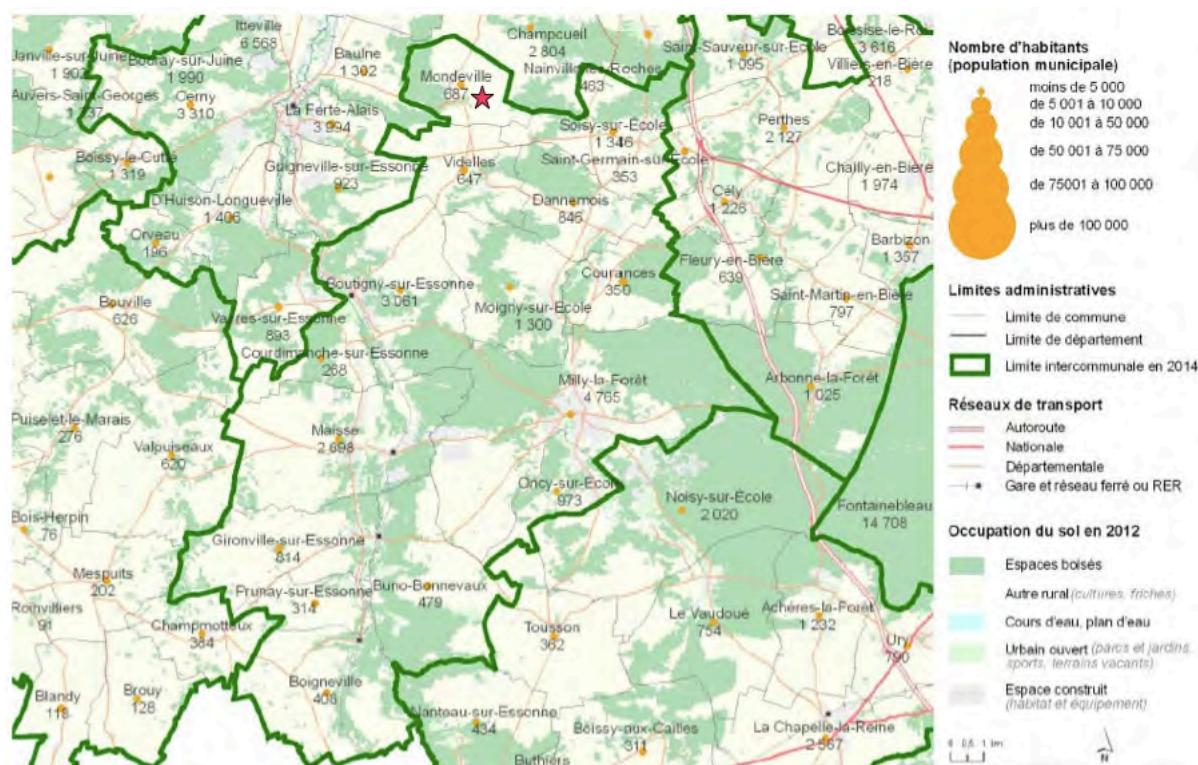 Itteville
6 568
Champcueil
2 804
Boissise-le-Roi
3 616
Saint-Sauveur-sur-Ecole
1 095
Villiers-en-Bière
218
Janville-sur-Juine
1 902
Bouray-sur-Juine
1 990
Baulne
1 302
Mondeville
687
Nainville-les-Roches
463
Auvers-Saint-Georges
Cerny
3 310
La Ferté-Alais
3 994
Soisy-sur-Ecole
1 346
Perthes
2 127
Boissy-le-Cutté
1 319
Guigneville-sur-Essonne
923
Videlles
647
Saint-Germain-sur-Ecole
353
Chailly-en-Bière
1 974
D'Huison-Longueville
1 406
Dannemois
846
Cély
1 226
Orveau
196
Barbizon
1 357
Fleury-en-Bière
639
Courances
350
Boutigny-sur-Essonne
3 061
Moigny-sur-Ecole
1 300
Saint-Martin-en-Bière
797
Bouville
626
Vayres-sur-Essonne
893
Courdimanche-sur-Essonne
268
Milly-la-Forêt
4 765
Arbonne-la-Forêt
1 025
Puiselet-le-Marais
276
Maisse
2 698
Valpuiseaux
620
Oncy-sur-Ecole
973
Noisy-sur-Ecole
2 020
Fontainebleau
14 708
Bois-Herpin
76
Gironville-sur-Essonne
814
Mespuits
202
Prunay-sur-Essonne
314
Buno-Bonnevaux
479
Roinvilliers
91
Champmotteux
384
Tousson
362
Le Vaudoué
754
Achères-la-Forêt
1 232
Ury
790
Blandy
118
Brouy
128
Boigneville
406
Nanteau-sur-Essonne
434
Boissy-aux-Cailles
311
La Chapelle-la-Reine
2 567
Buthiers
Nombre d'habitants
(population municipale)
moins de 5 000
de 5 001 à 10 000
de 10 001 à 50 000
de 50 001 à 75 000
de 75001 à 100 000
plus de 100 000
Limites administratives
Limite de commune
Limite de département
Limite intercommunale en 2014
Réseaux de transport
Autoroute
Nationale
Départementale
Gare et réseau ferré ou RER
Occupation du sol en 2012
Espaces boisés
Autre rural (cultures, friches)
Cours d'eau, plan d'eau
Urbain ouvert (parcs et jardins,
sports, terrains vacants)
Espace construit
(habitat et équipement)
0 0,5 1 km
N